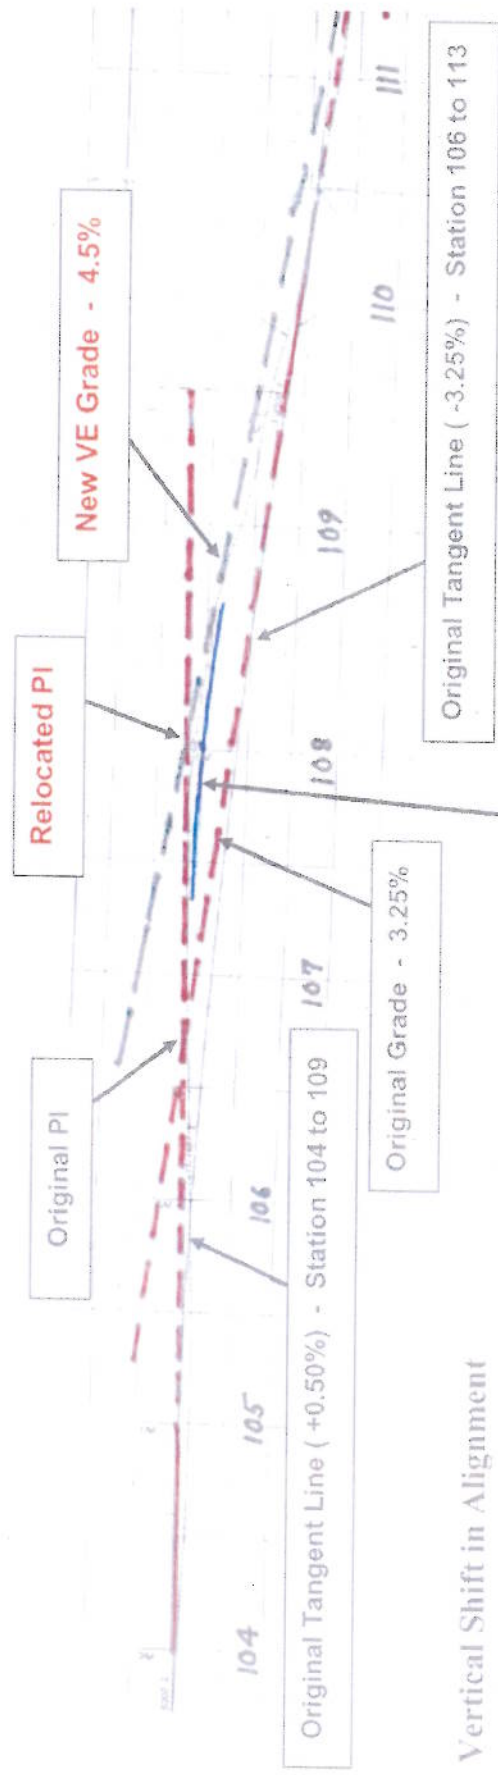 New VE Grade - 4.5%
Relocated PI
Original PI
104
105
106
107
108
109
110
111
Original Tangent Line ( -3.25%) - Station 106 to 113
Original Grade - 3.25%
Original Tangent Line ( +0.50%) - Station 104 to 109
Vertical Shift in Alignment